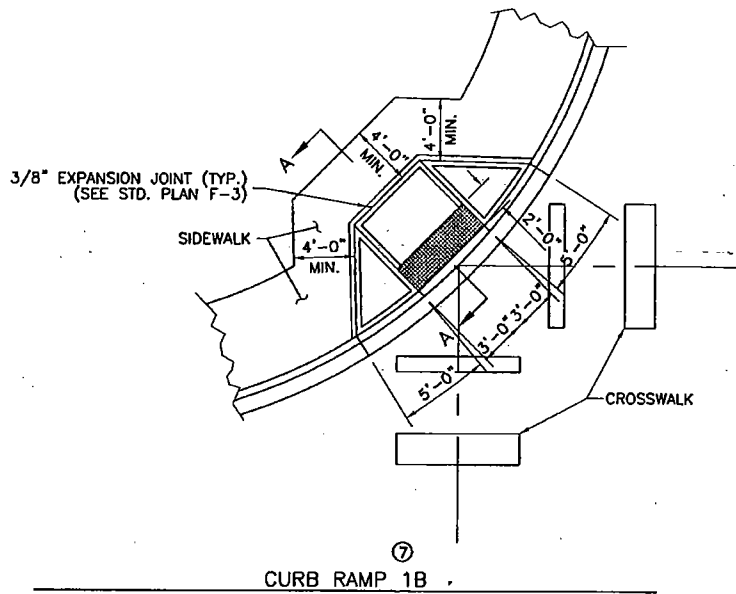 4'-0"
MIN.
4'-0"
MIN.
A
3/8" EXPANSION JOINT (TYP.)
(SEE STD. PLAN F-3)
SIDEWALK
4'-0"
MIN.
2'-0"
5'-0"
3'-0"
3'-0"
A
5'-0"
CROSSWALK
7
CURB RAMP 1B